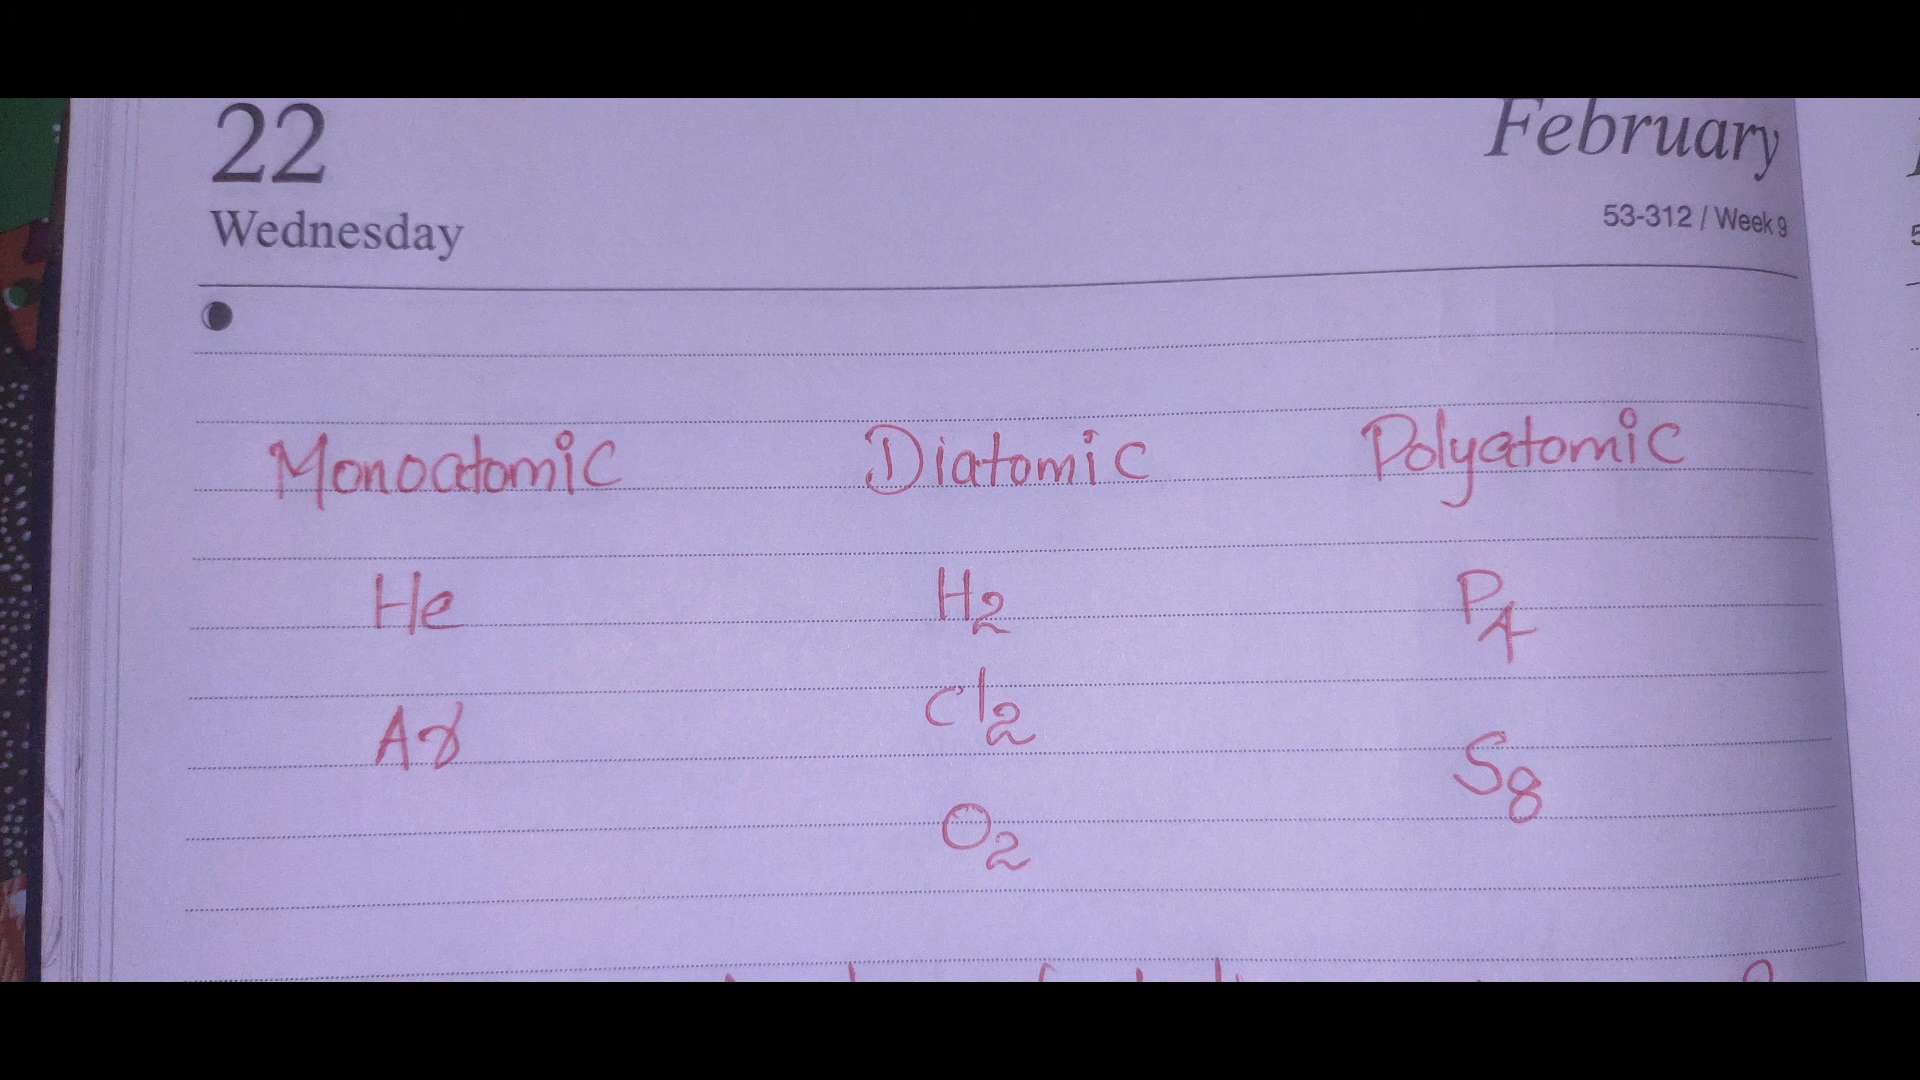 22 February
Wednesday 53-312 / Week 9
Monoatomic Diatomic Polyatomic
He H2 P4
Ar Cl2 S8
O2